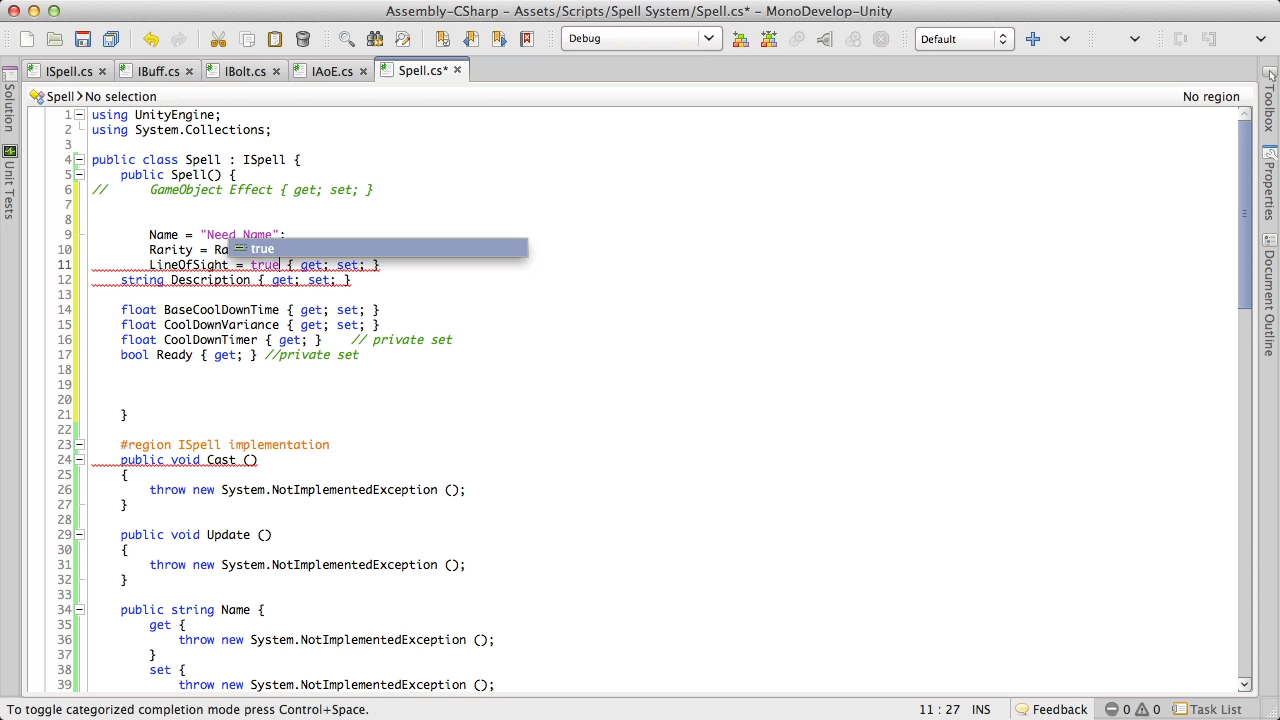 Assembly-CSharp - Assets/Scripts/Spell System/Spell.cs* - MonoDevelop-Unity
Debug
Default
ISpell.cs × IBuff.cs × IBolt.cs × IAoE.cs × Spell.cs* ×
Solution
Unit Tests
Toolbox
Properties
Document Outline
Spell > No selection No region
1 using UnityEngine;
2 using System.Collections;
3
4 public class Spell : ISpell {
5 public Spell() {
6 // GameObject Effect { get; set; }
7
8
9 Name = "Need Name";
10 Rarity = Ra
true
11 LineOfSight = true { get; set; }
12 string Description { get; set; }
13
14 float BaseCoolDownTime { get; set; }
15 float CoolDownVariance { get; set; }
16 float CoolDownTimer { get; } // private set
17 bool Ready { get; } //private set
18
19
20
21 }
22
23 #region ISpell implementation
24 public void Cast ()
25 {
26 throw new System.NotImplementedException ();
27 }
28
29 public void Update ()
30 {
31 throw new System.NotImplementedException ();
32 }
33
34 public string Name {
35 get {
36 throw new System.NotImplementedException ();
37 }
38 set {
39 throw new System.NotImplementedException ();
To toggle categorized completion mode press Control+Space. 11 : 27 INS Feedback 0 0 Task List